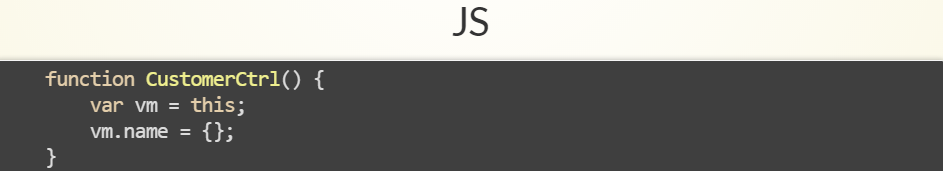 JS
function CustomerCtrl() {
    var vm = this;
    vm.name = {};
}